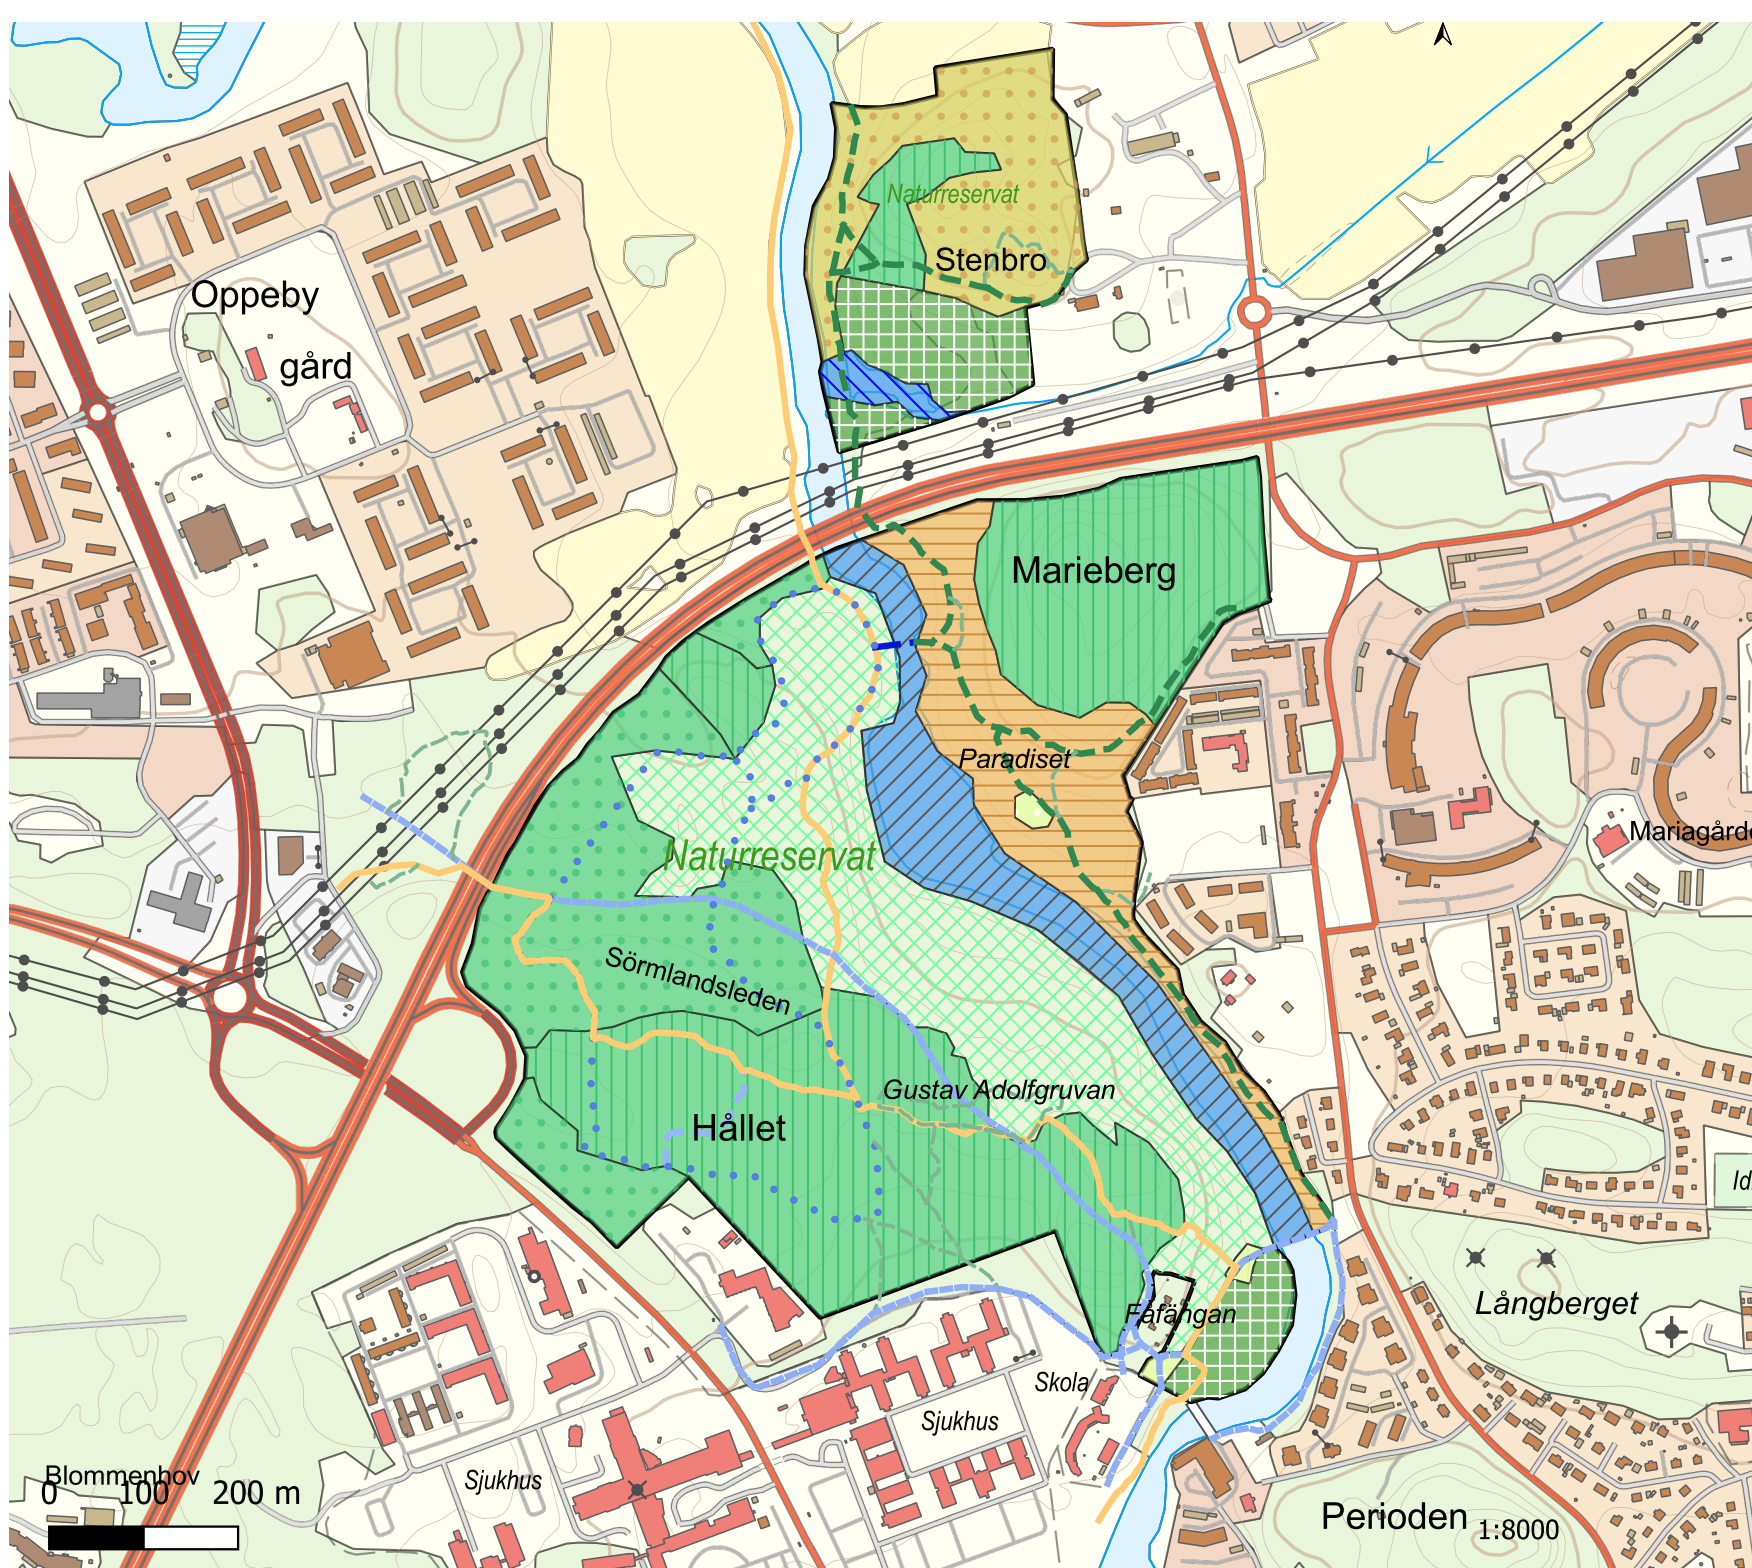 Naturreservat
Stenbro
Oppeby
gård
Marieberg
Paradiset
Mariagärde
Naturreservat
Sörmlandsleden
Gustav Adolfgruvan
Hållet
Id
Långberget
Fåfängan
Skola
Sjukhus
Sjukhus
Blommenhov
0 100 200 m
Perioden
1:8000